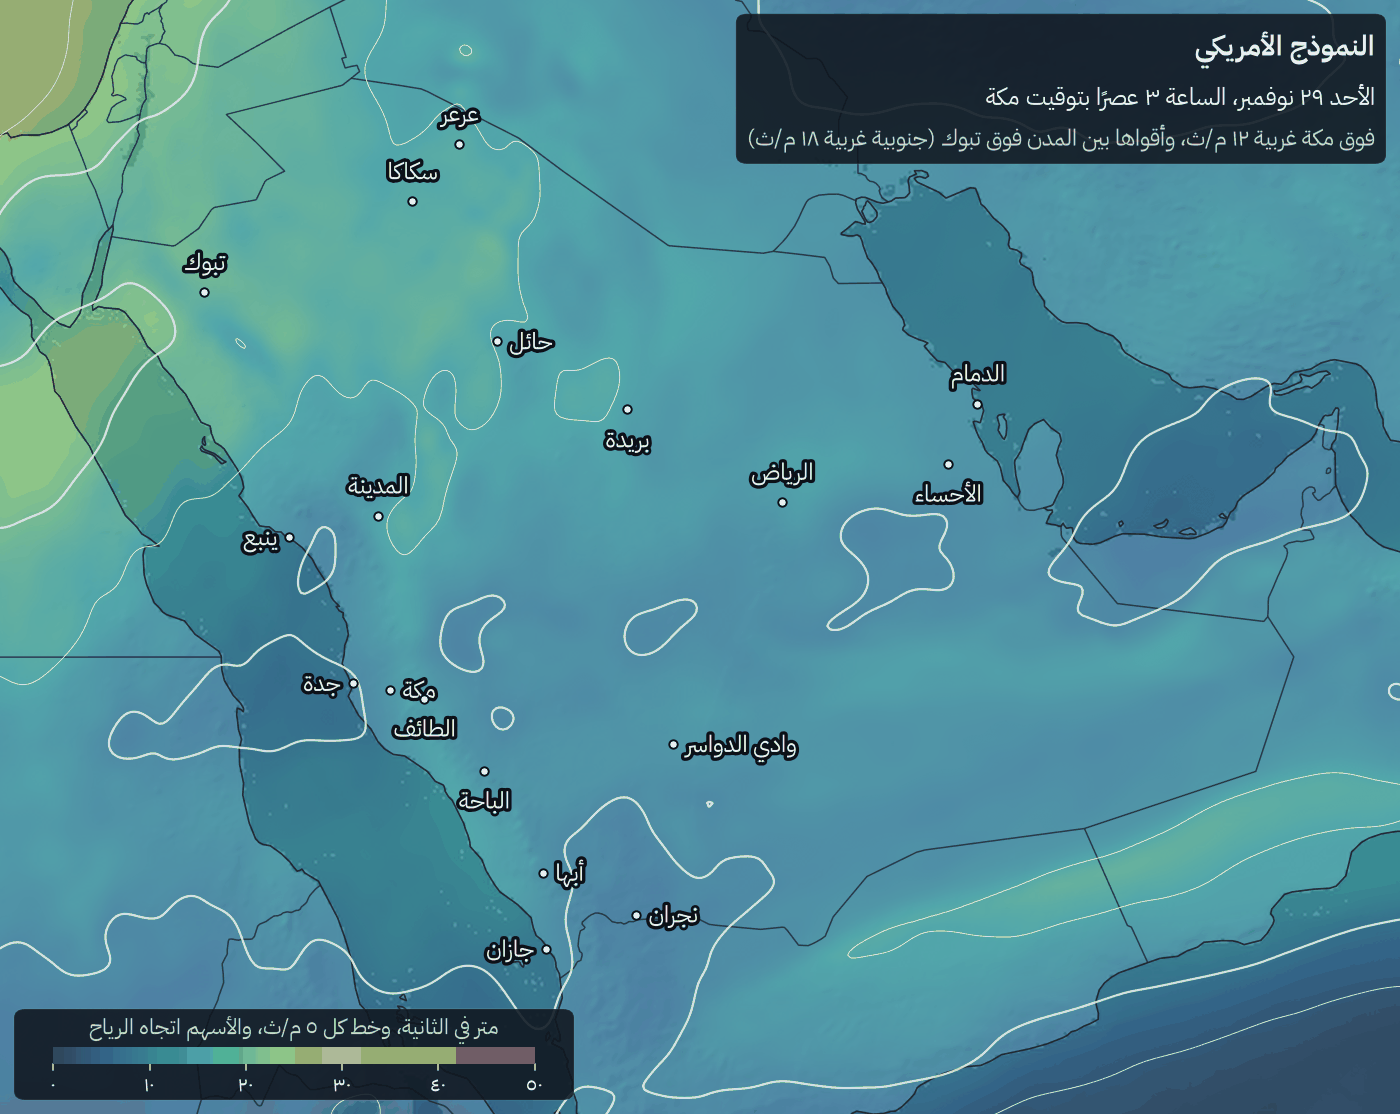 النموذج الأمريكي
الأحد ٢٩ نوفمبر، الساعة ٣ عصرًا بتوقيت مكة
فوق مكة غربية ١٢ م/ث، وأقواها بين المدن فوق تبوك (جنوبية غربية ١٨ م/ث)
عرعر
سكاكا
تبوك
حائل
الدمام
بريدة
الرياض
المدينة
الأحساء
ينبع
جدة
مكة
الطائف
وادي الدواسر
الباحة
أبها
نجران
جازان
متر في الثانية، وخط كل ٥ م/ث، والأسهم اتجاه الرياح
٠ ١٠ ٢٠ ٣٠ ٤٠ ٥٠